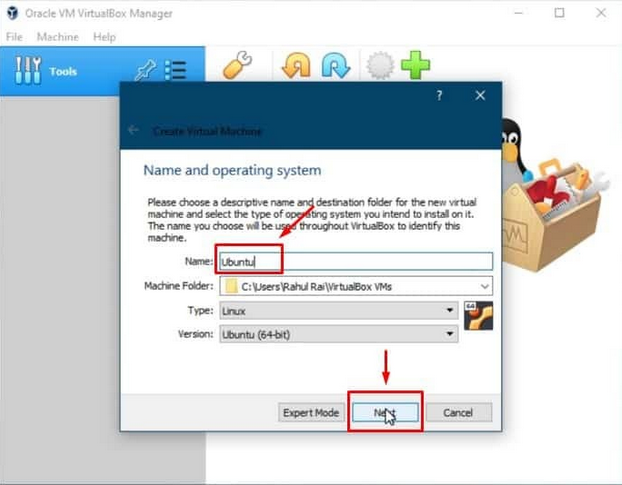 Oracle VM VirtualBox Manager
File Machine Help
Tools
?
Create Virtual Machine
Name and operating system
Please choose a descriptive name and destination folder for the new virtual
machine and select the type of operating system you intend to install on it.
The name you choose will be used throughout VirtualBox to identify this
machine.
Name: Ubuntu
Machine Folder: C:\Users\Rahul Rai\VirtualBox VMs
Type: Linux
64
Version: Ubuntu (64-bit)
Expert Mode Next Cancel